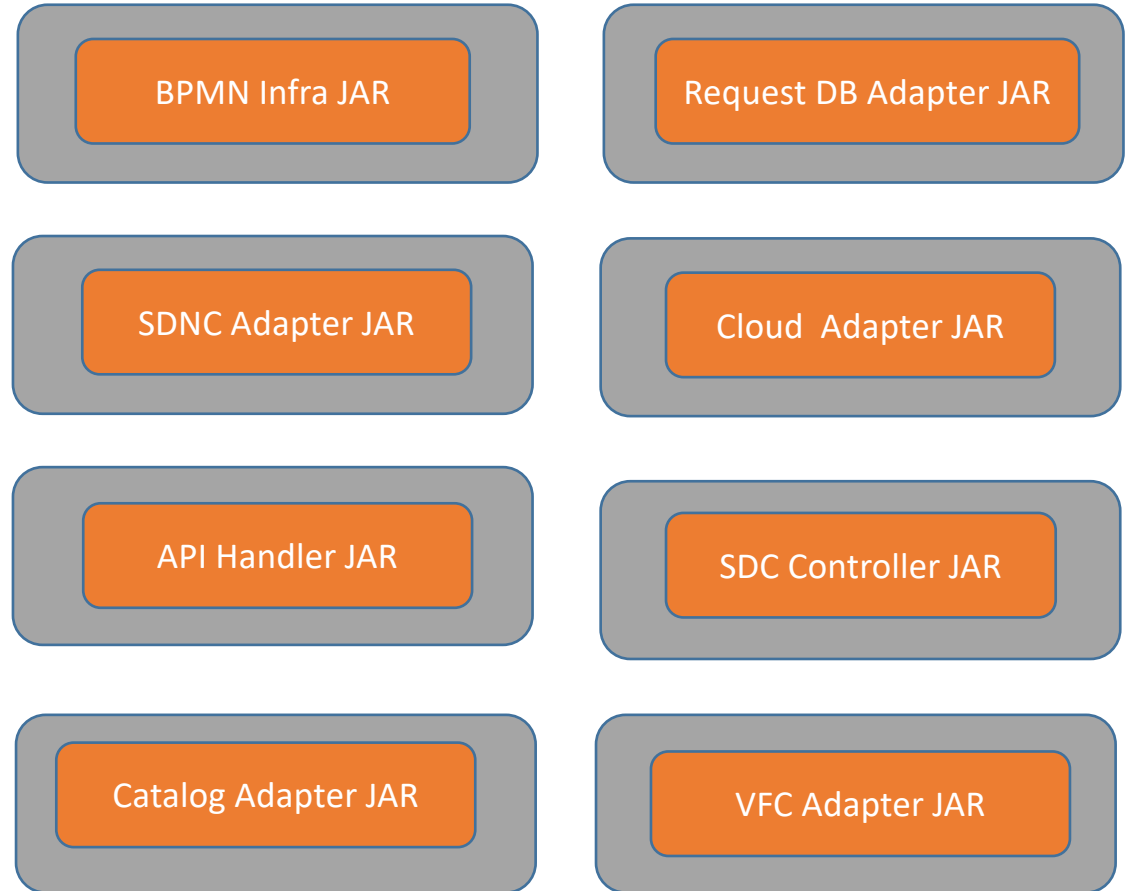 BPMN Infra JAR
Request DB Adapter JAR
SDNC Adapter JAR
Cloud  Adapter JAR
API Handler JAR
SDC Controller JAR
Catalog Adapter JAR
VFC Adapter JAR